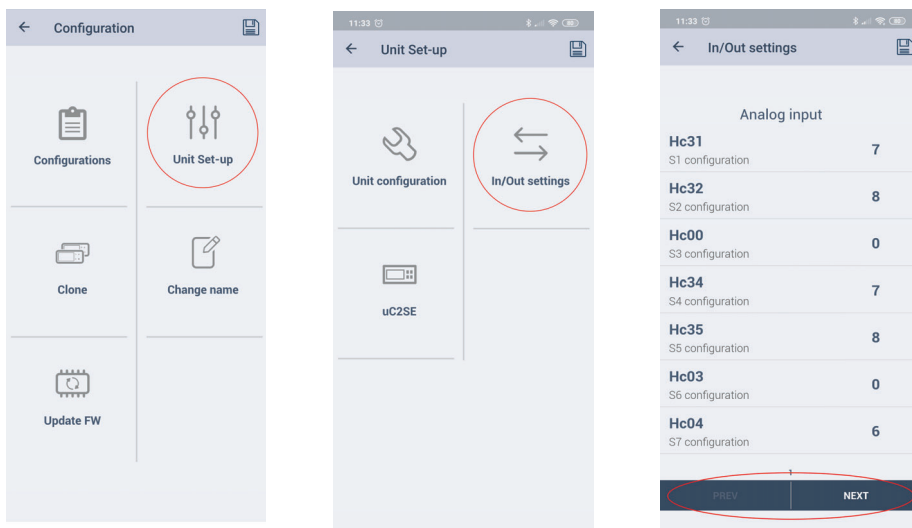 Configuration
Configurations
Unit Set-up
Clone
Change name
Update FW
11:33
Unit Set-up
Unit configuration
In/Out settings
uC2SE
11:33
In/Out settings
Analog input
Hc31
S1 configuration
7
Hc32
S2 configuration
8
Hc00
S3 configuration
0
Hc34
S4 configuration
7
Hc35
S5 configuration
8
Hc03
S6 configuration
0
Hc04
S7 configuration
6
1
PREV
NEXT